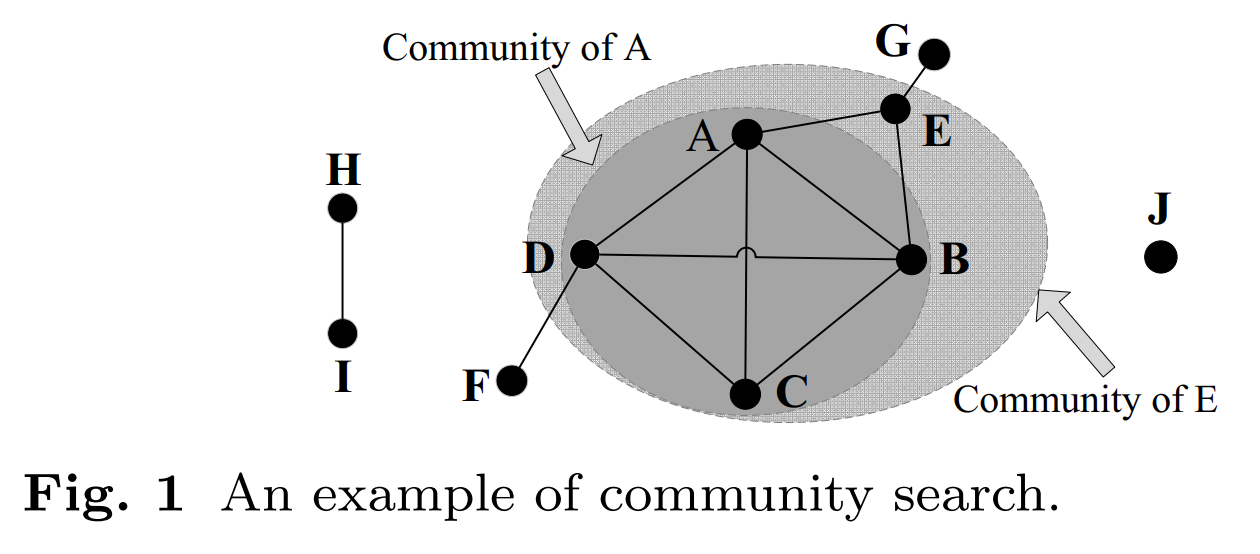 Community of A
G
A
E
H
J
D
B
I
F
C
Community of E
Fig. 1 An example of community search.